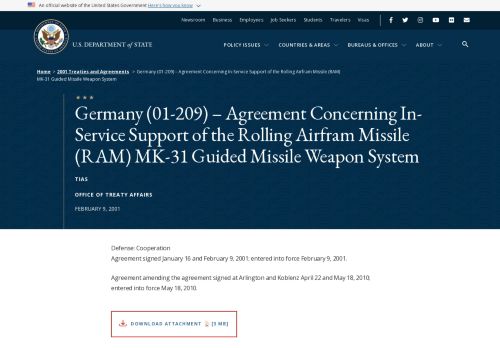 An official website of the United States Government Here's how you know
Newsroom Business Employees Job Seekers Students Travelers Visas
U.S. DEPARTMENT of STATE
POLICY ISSUES COUNTRIES & AREAS BUREAUS & OFFICES ABOUT
Home > 2001 Treaties and Agreements > Germany (01-209) – Agreement Concerning In-Service Support of the Rolling Airfram Missile (RAM)
MK-31 Guided Missile Weapon System
Germany (01-209) – Agreement Concerning In-
Service Support of the Rolling Airfram Missile
(RAM) MK-31 Guided Missile Weapon System
TIAS
OFFICE OF TREATY AFFAIRS
FEBRUARY 9, 2001
Defense: Cooperation
Agreement signed January 16 and February 9, 2001; entered into force February 9, 2001.
Agreement amending the agreement signed at Arlington and Koblenz April 22 and May 18, 2010;
entered into force May 18, 2010.
DOWNLOAD ATTACHMENT [5 MB]